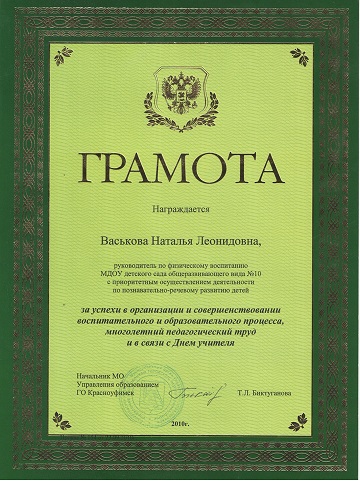 ГРАМОТА
Награждается
Васькова Наталья Леонидовна,
руководитель по физическому воспитанию
МДОУ детского сада общеразвивающего вида №10
с приоритетным осуществлением деятельности
по познавательно-речевому развитию детей
за успехи в организации и совершенствовании
воспитательного и образовательного процесса,
многолетний педагогический труд
и в связи с Днем учителя
Начальник МО
Управления образованием
ГО Красноуфимск
Т.Л. Биктуганова
2010г.